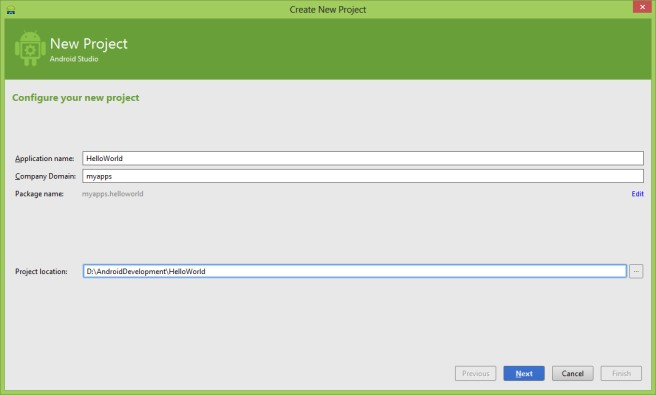 Create New Project
New Project
Android Studio
Configure your new project
Application name: HelloWorld
Company Domain: myapps
Package name: myapps.helloworld Edit
Project location: D:\AndroidDevelopment\HelloWorld ...
Previous Next Cancel Finish